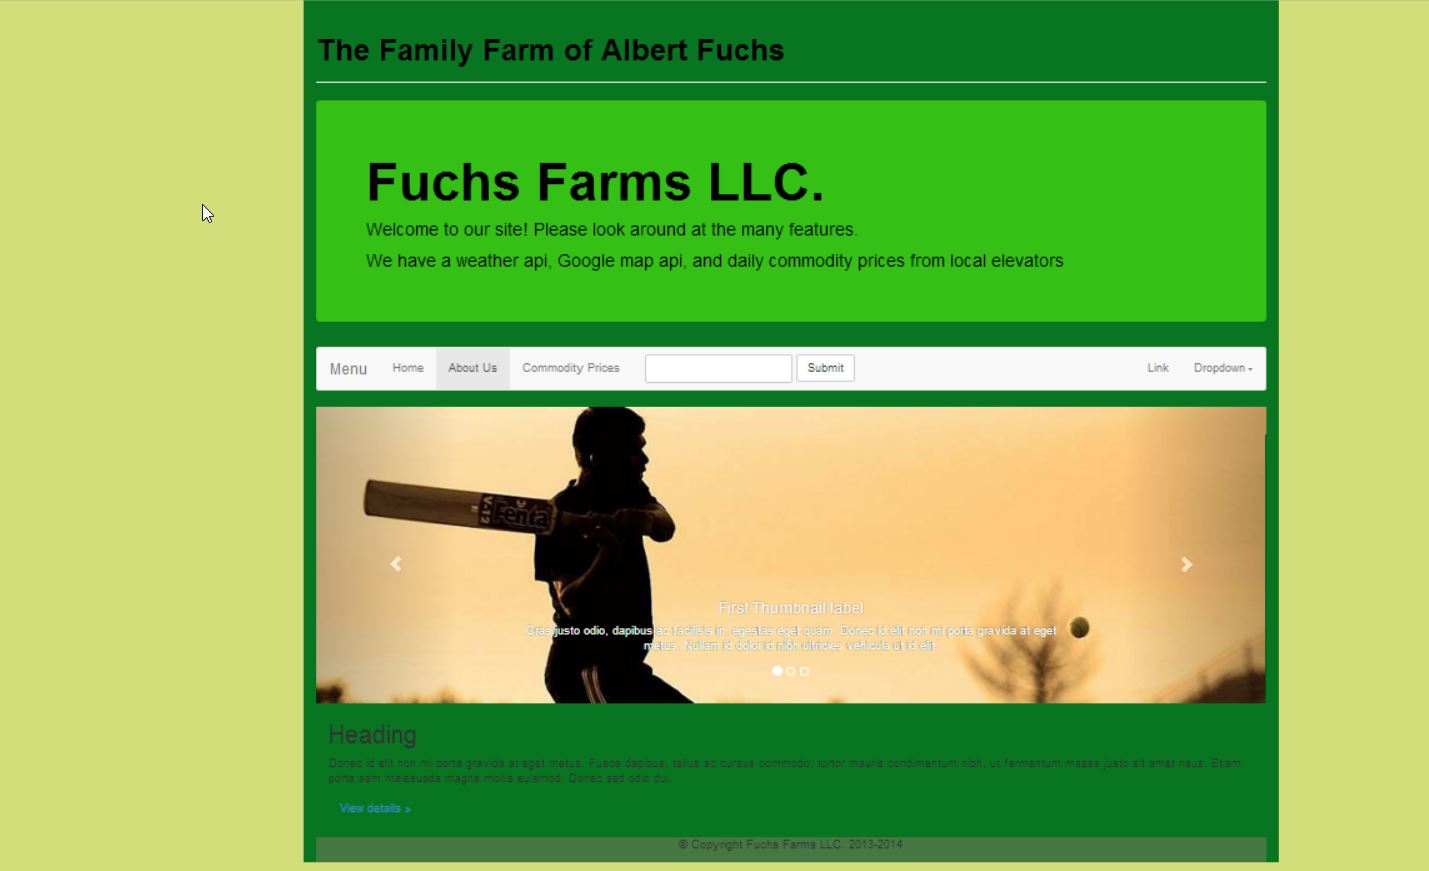 The Family Farm of Albert Fuchs
Fuchs Farms LLC.
Welcome to our site! Please look around at the many features.
We have a weather api, Google map api, and daily commodity prices from local elevators
Menu Home About Us Commodity Prices Submit Link Dropdown
V412 Fenta
First Thumbnail label
Cras justo odio, dapibus ac facilisis in, egestas eget quam. Donec id elit non mi porta gravida at eget
metus. Nullam id dolor id nibh ultricies vehicula ut id elit.
Heading
Donec id elit non mi porta gravida at eget metus. Fusce dapibus, tellus ac cursus commodo, tortor mauris condimentum nibh, ut fermentum massa justo sit amet risus. Etiam
porta sem malesuada magna mollis euismod. Donec sed odio dui.
View details »
© Copyright Fuchs Farms LLC. 2013-2014